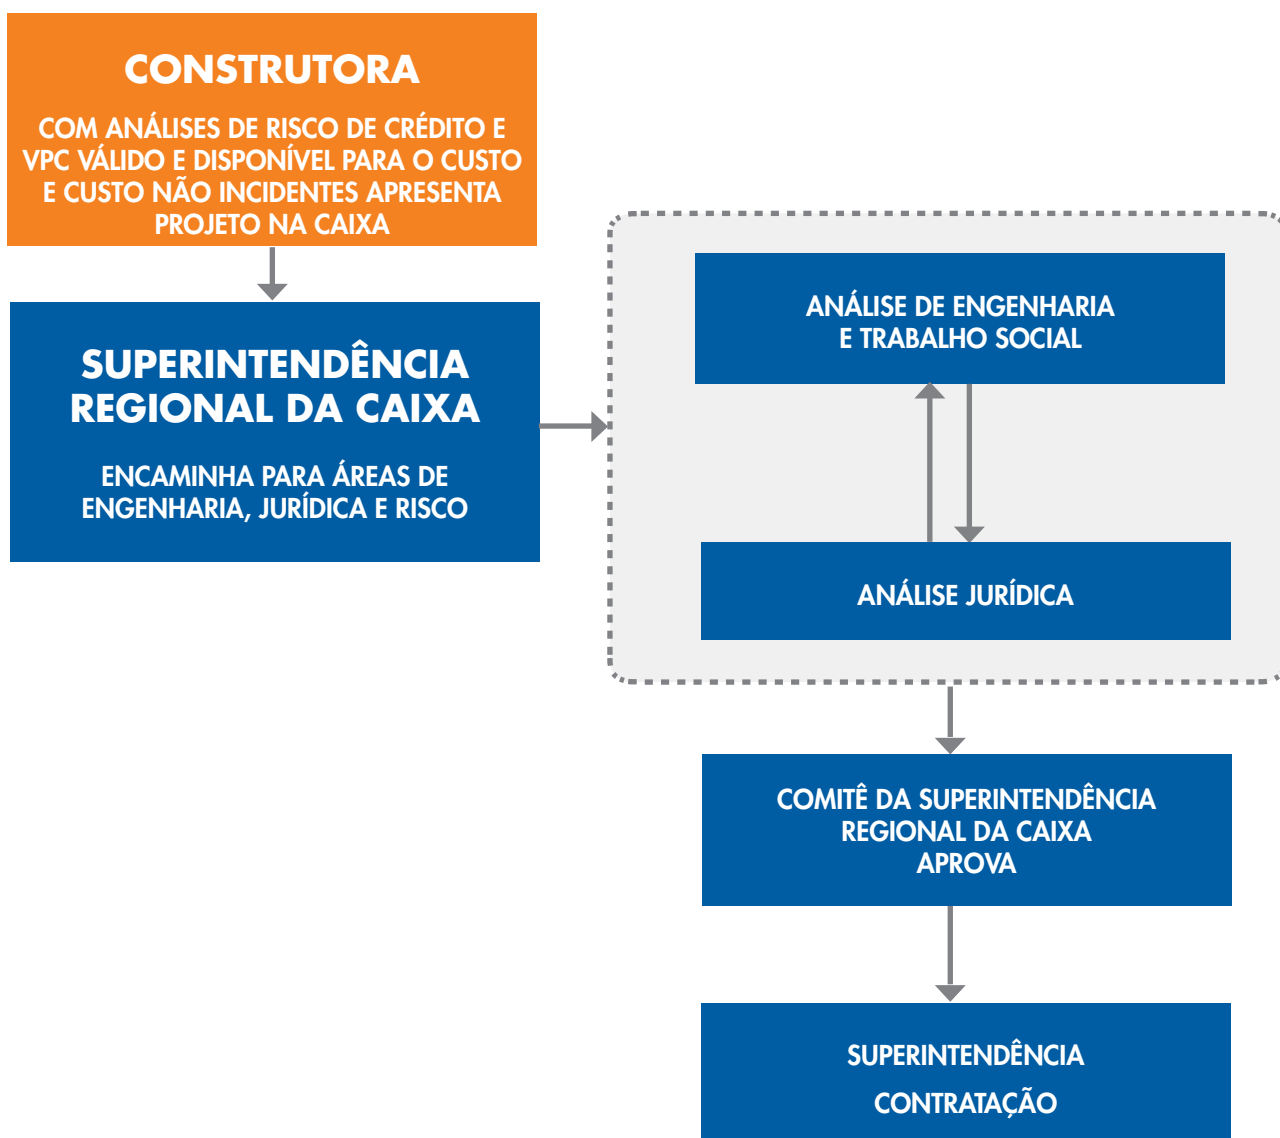 CONSTRUTORA
COM ANÁLISES DE RISCO DE CRÉDITO E
VPC VÁLIDO E DISPONÍVEL PARA O CUSTO
E CUSTO NÃO INCIDENTES APRESENTA
PROJETO NA CAIXA
SUPERINTENDÊNCIA
REGIONAL DA CAIXA
ENCAMINHA PARA ÁREAS DE
ENGENHARIA, JURÍDICA E RISCO
ANÁLISE DE ENGENHARIA
E TRABALHO SOCIAL
ANÁLISE JURÍDICA
COMITÊ DA SUPERINTENDÊNCIA
REGIONAL DA CAIXA
APROVA
SUPERINTENDÊNCIA
CONTRATAÇÃO